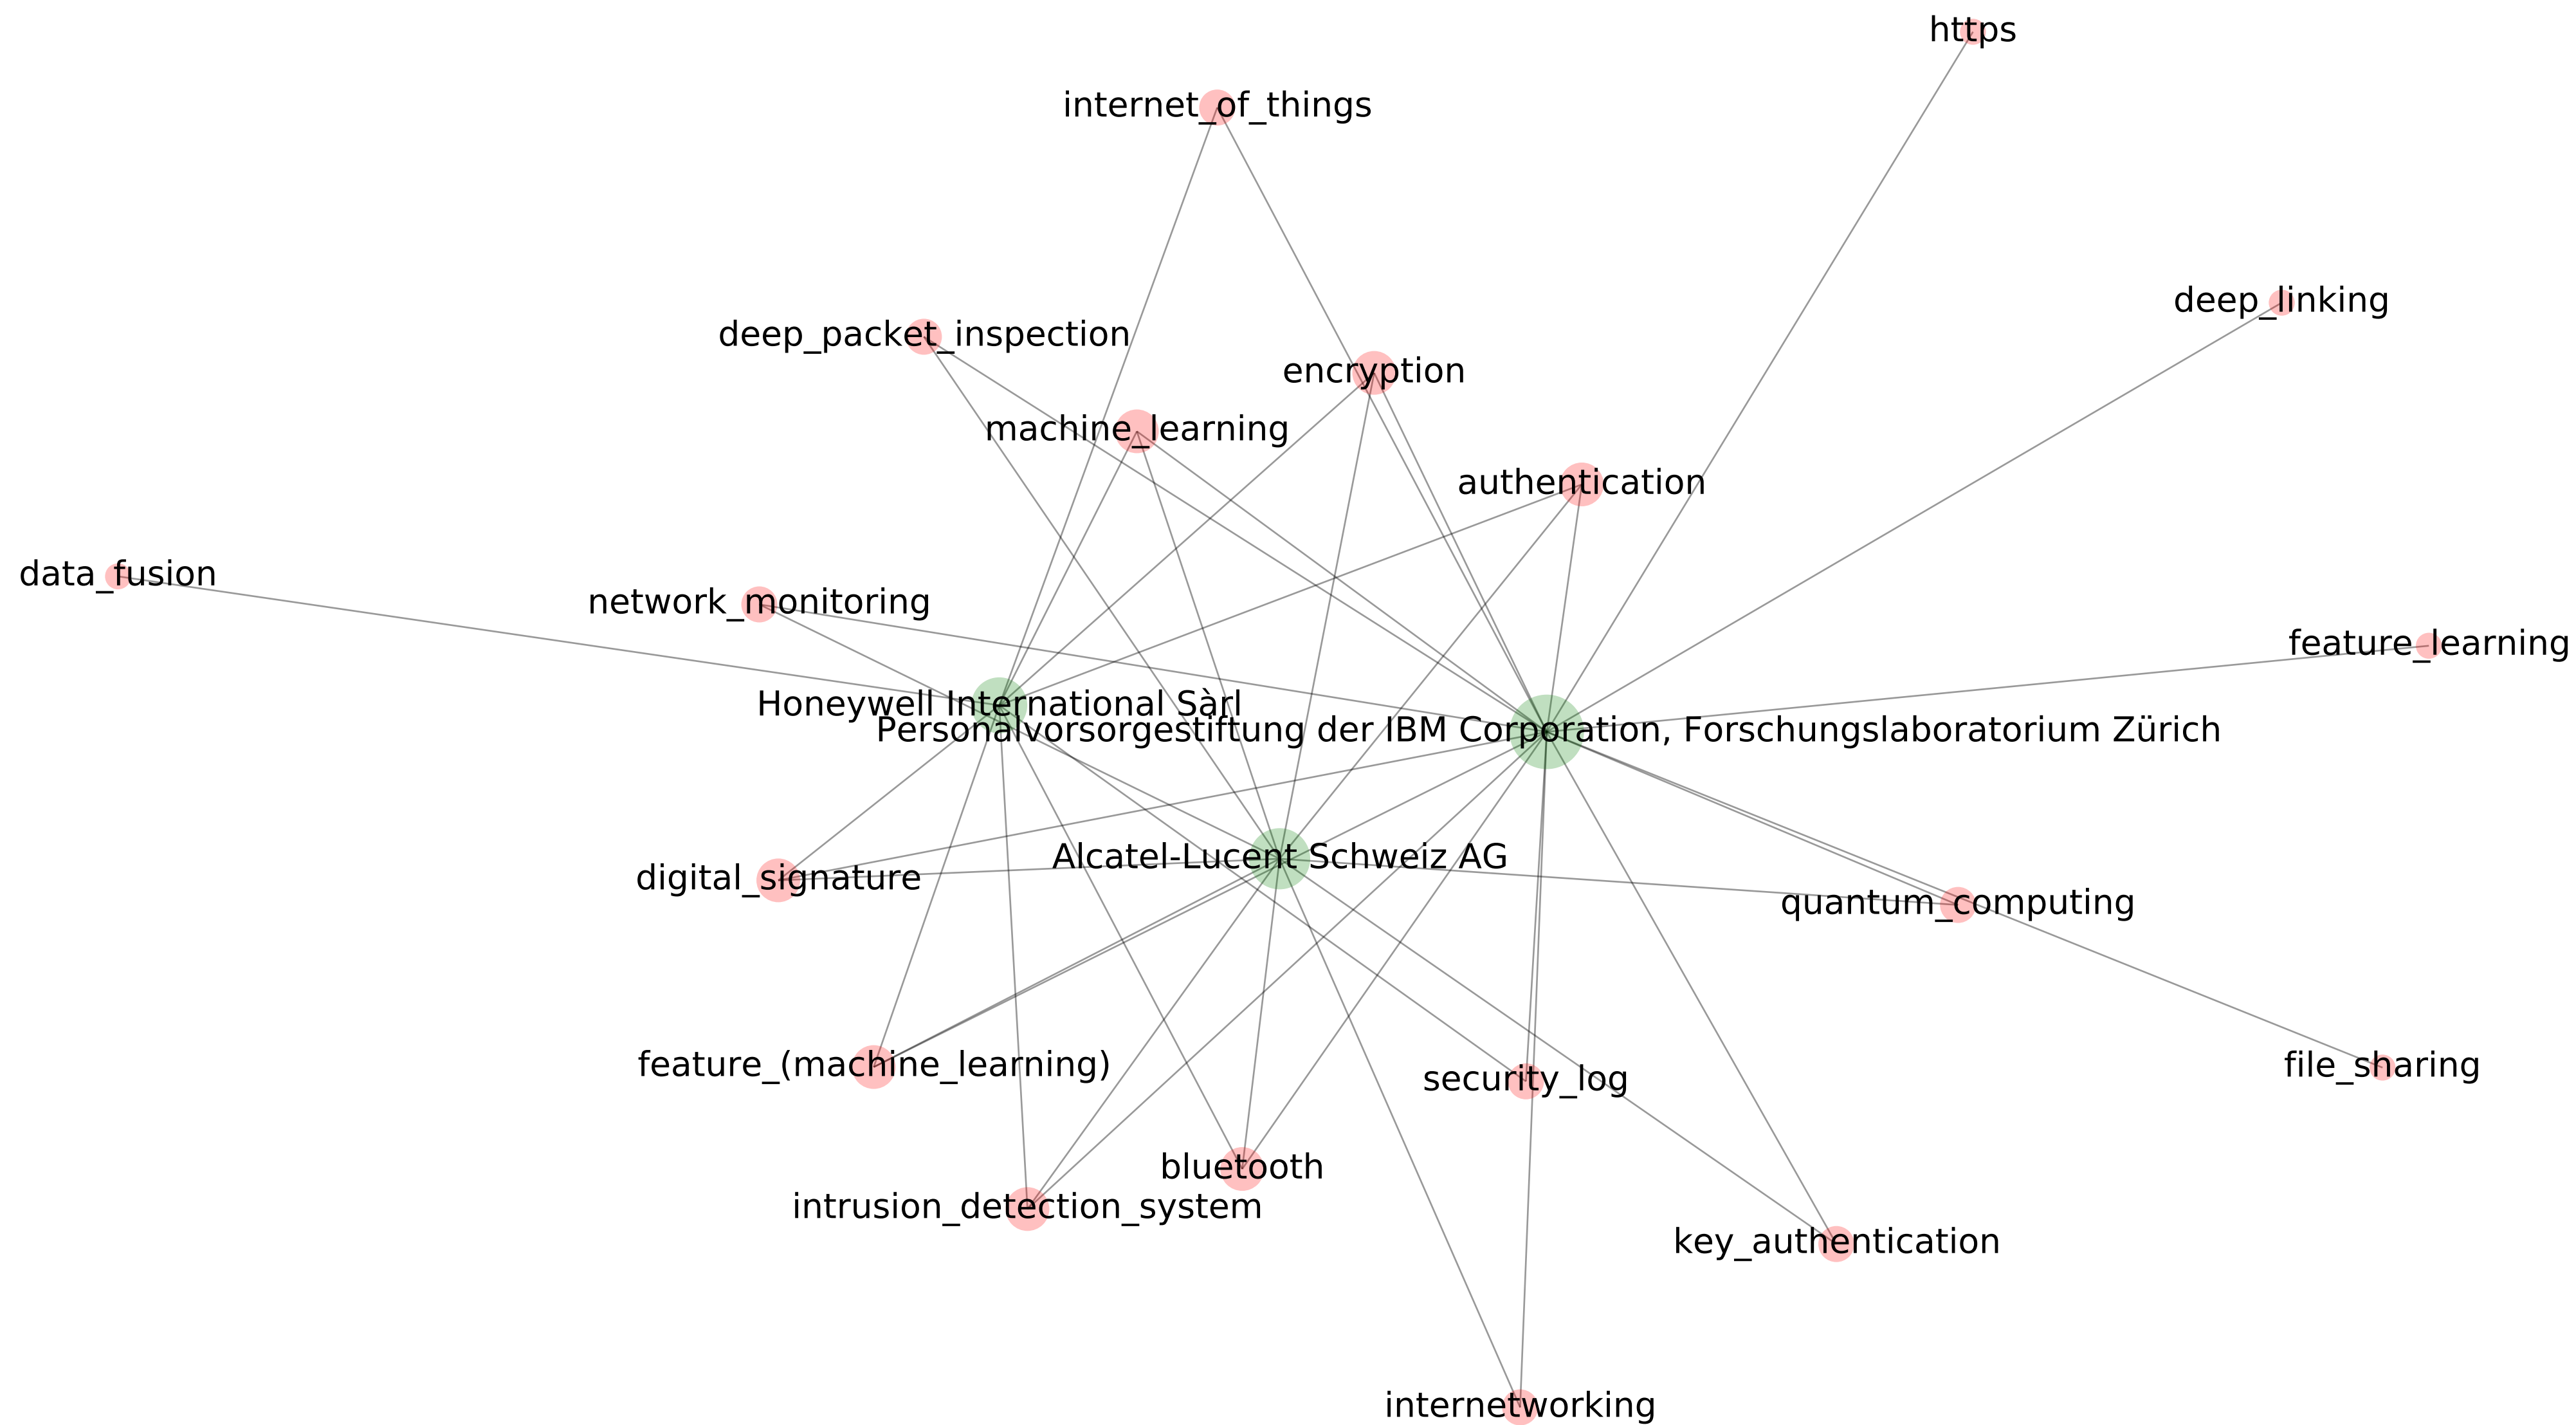 https
internet_of_things
deep_linking
deep_packet_inspection
encryption
machine_learning
authentication
data_fusion
network_monitoring
feature_learning
Honeywell International Sàrl
Personalvorsorgestiftung der IBM Corporation, Forschungslaboratorium Zürich
Alcatel-Lucent Schweiz AG
digital_signature
quantum_computing
feature_(machine_learning)
security_log
file_sharing
bluetooth
intrusion_detection_system
key_authentication
internetworking